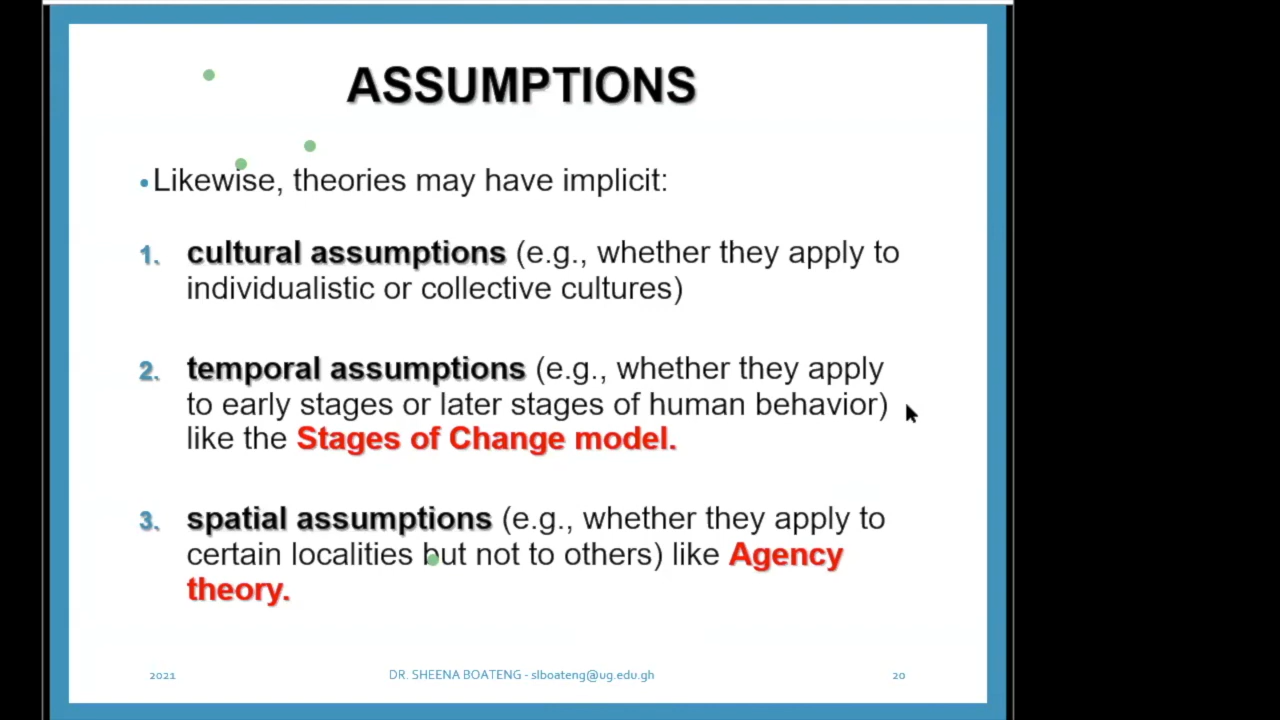 ASSUMPTIONS
•Likewise, theories may have implicit:
1. cultural assumptions (e.g., whether they apply to
individualistic or collective cultures)
2. temporal assumptions (e.g., whether they apply
to early stages or later stages of human behavior)
like the Stages of Change model.
3. spatial assumptions (e.g., whether they apply to
certain localities but not to others) like Agency
theory.
2021 DR. SHEENA BOATENG - slboateng@ug.edu.gh 20